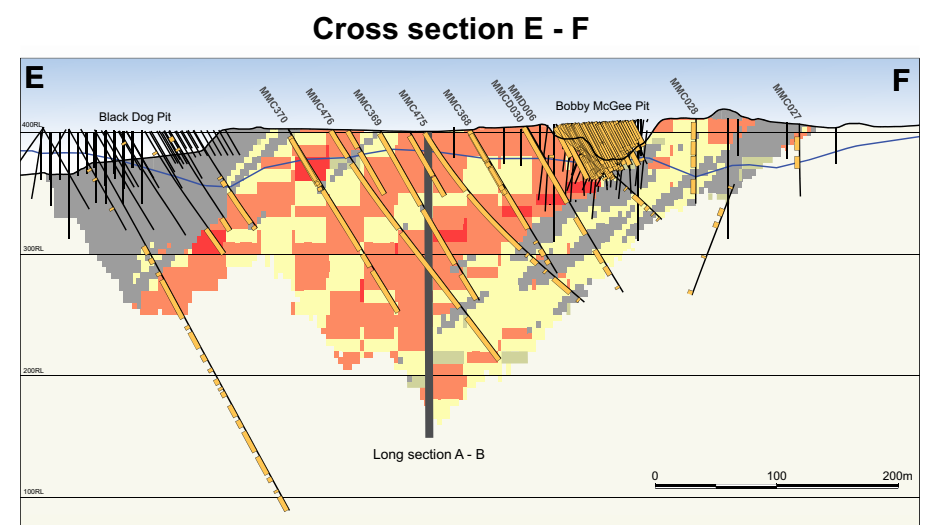 Cross section E - F
E
F
MMC370
MMC476
MMC369
MMC475
MMC368
MMCD030
MMD006
MMC028
MMC027
Black Dog Pit
Bobby McGee Pit
400RL
300RL
200RL
100RL
Long section A - B
0 100 200m